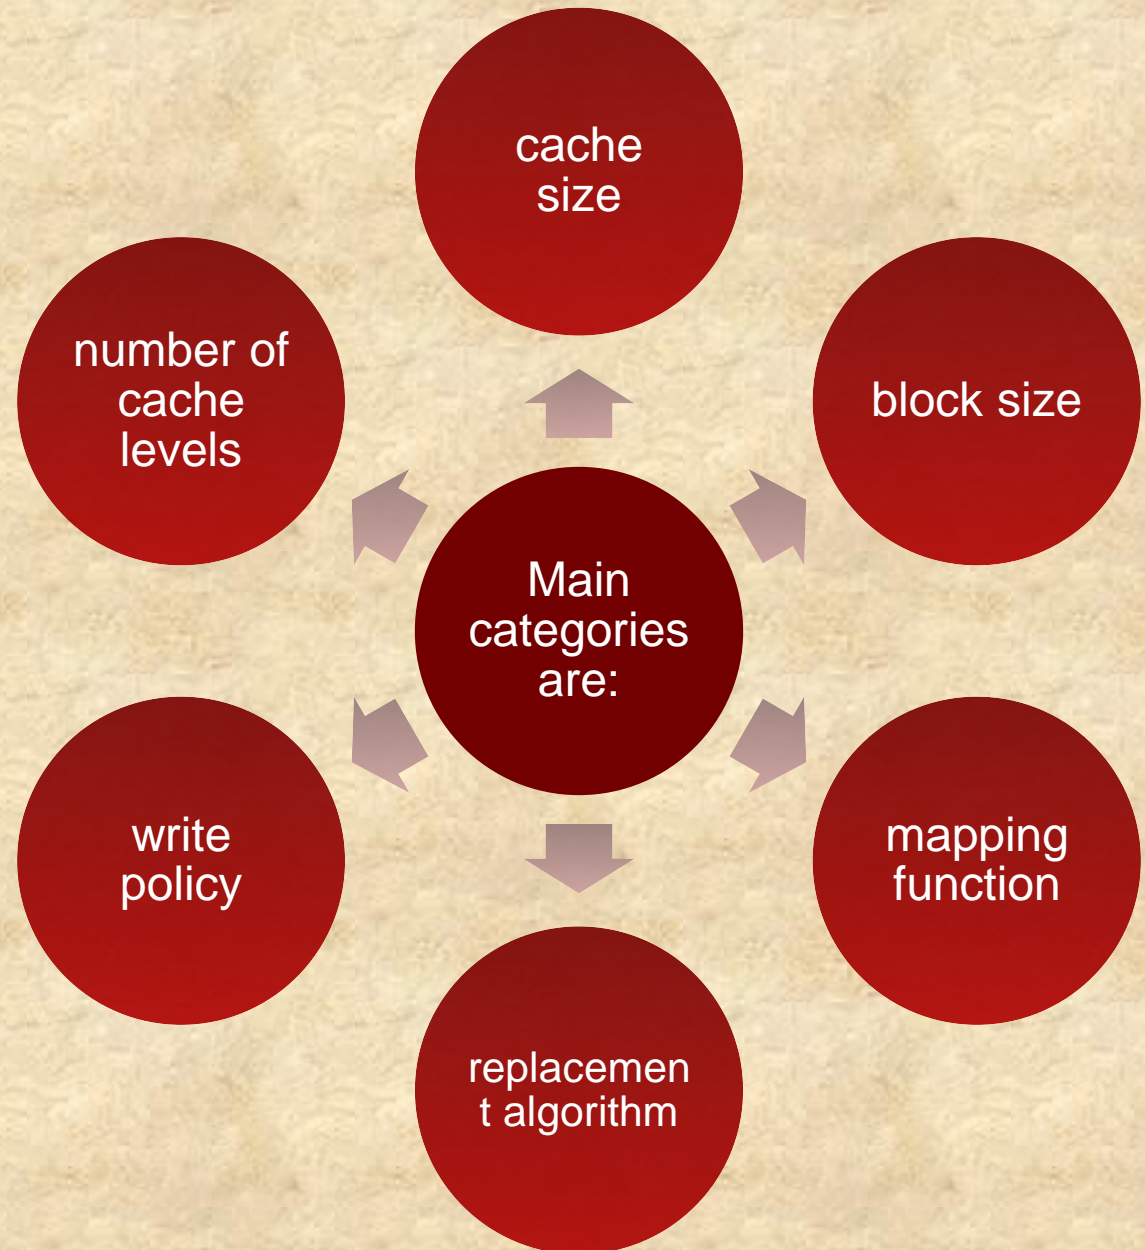 cache
size
number of
cache
levels
block size
Main
categories
are:
write
policy
mapping
function
replacemen
t algorithm